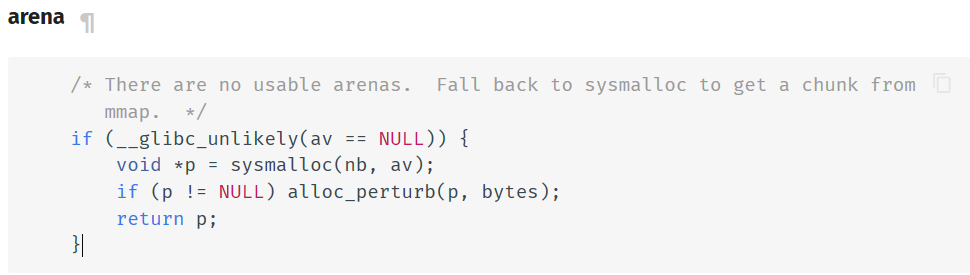 arena ¶
/* There are no usable arenas.  Fall back to sysmalloc to get a chunk from
   mmap.  */
if (__glibc_unlikely(av == NULL)) {
    void *p = sysmalloc(nb, av);
    if (p != NULL) alloc_perturb(p, bytes);
    return p;
}